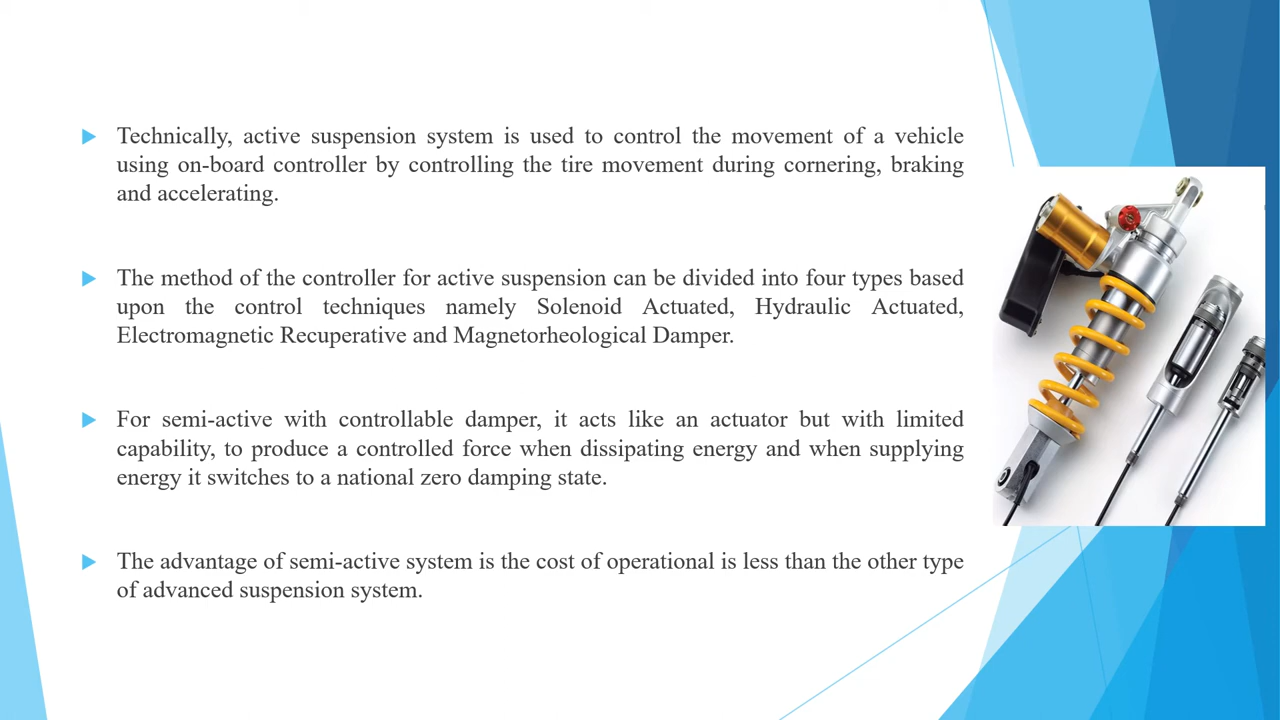 Technically, active suspension system is used to control the movement of a vehicle
using on-board controller by controlling the tire movement during cornering, braking
and accelerating.
The method of the controller for active suspension can be divided into four types based
upon the control techniques namely Solenoid Actuated, Hydraulic Actuated,
Electromagnetic Recuperative and Magnetorheological Damper.
For semi-active with controllable damper, it acts like an actuator but with limited
capability, to produce a controlled force when dissipating energy and when supplying
energy it switches to a national zero damping state.
The advantage of semi-active system is the cost of operational is less than the other type
of advanced suspension system.